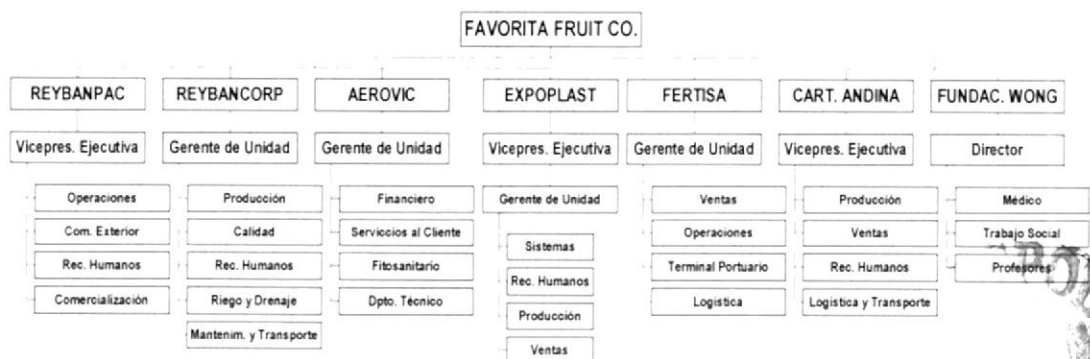 FAVORITA FRUIT CO.
REYBANPAC
REYBANCORP
AEROVIC
EXPOPLAST
FERTISA
CART. ANDINA
FUNDAC. WONG
Vicepres. Ejecutiva
Gerente de Unidad
Gerente de Unidad
Vicepres. Ejecutiva
Gerente de Unidad
Vicepres. Ejecutiva
Director
Operaciones
Com. Exterior
Rec. Humanos
Comercialización
Producción
Calidad
Rec. Humanos
Riego y Drenaje
Mantenim. y Transporte
Financiero
Serviccios al Cliente
Fitosanitario
Dpto. Técnico
Gerente de Unidad
Sistemas
Rec. Humanos
Producción
Ventas
Ventas
Operaciones
Terminal Portuario
Logistica
Producción
Ventas
Rec. Humanos
Logistica y Transporte
Médico
Trabajo Social
Profesores